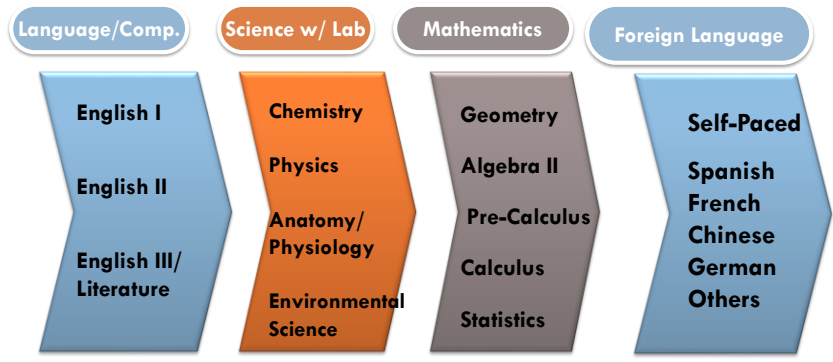 Language/Comp.
English I
English II
English III/
Literature
Science w/ Lab
Chemistry
Physics
Anatomy/
Physiology
Environmental
Science
Mathematics
Geometry
Algebra II
Pre-Calculus
Calculus
Statistics
Foreign Language
Self-Paced
Spanish
French
Chinese
German
Others